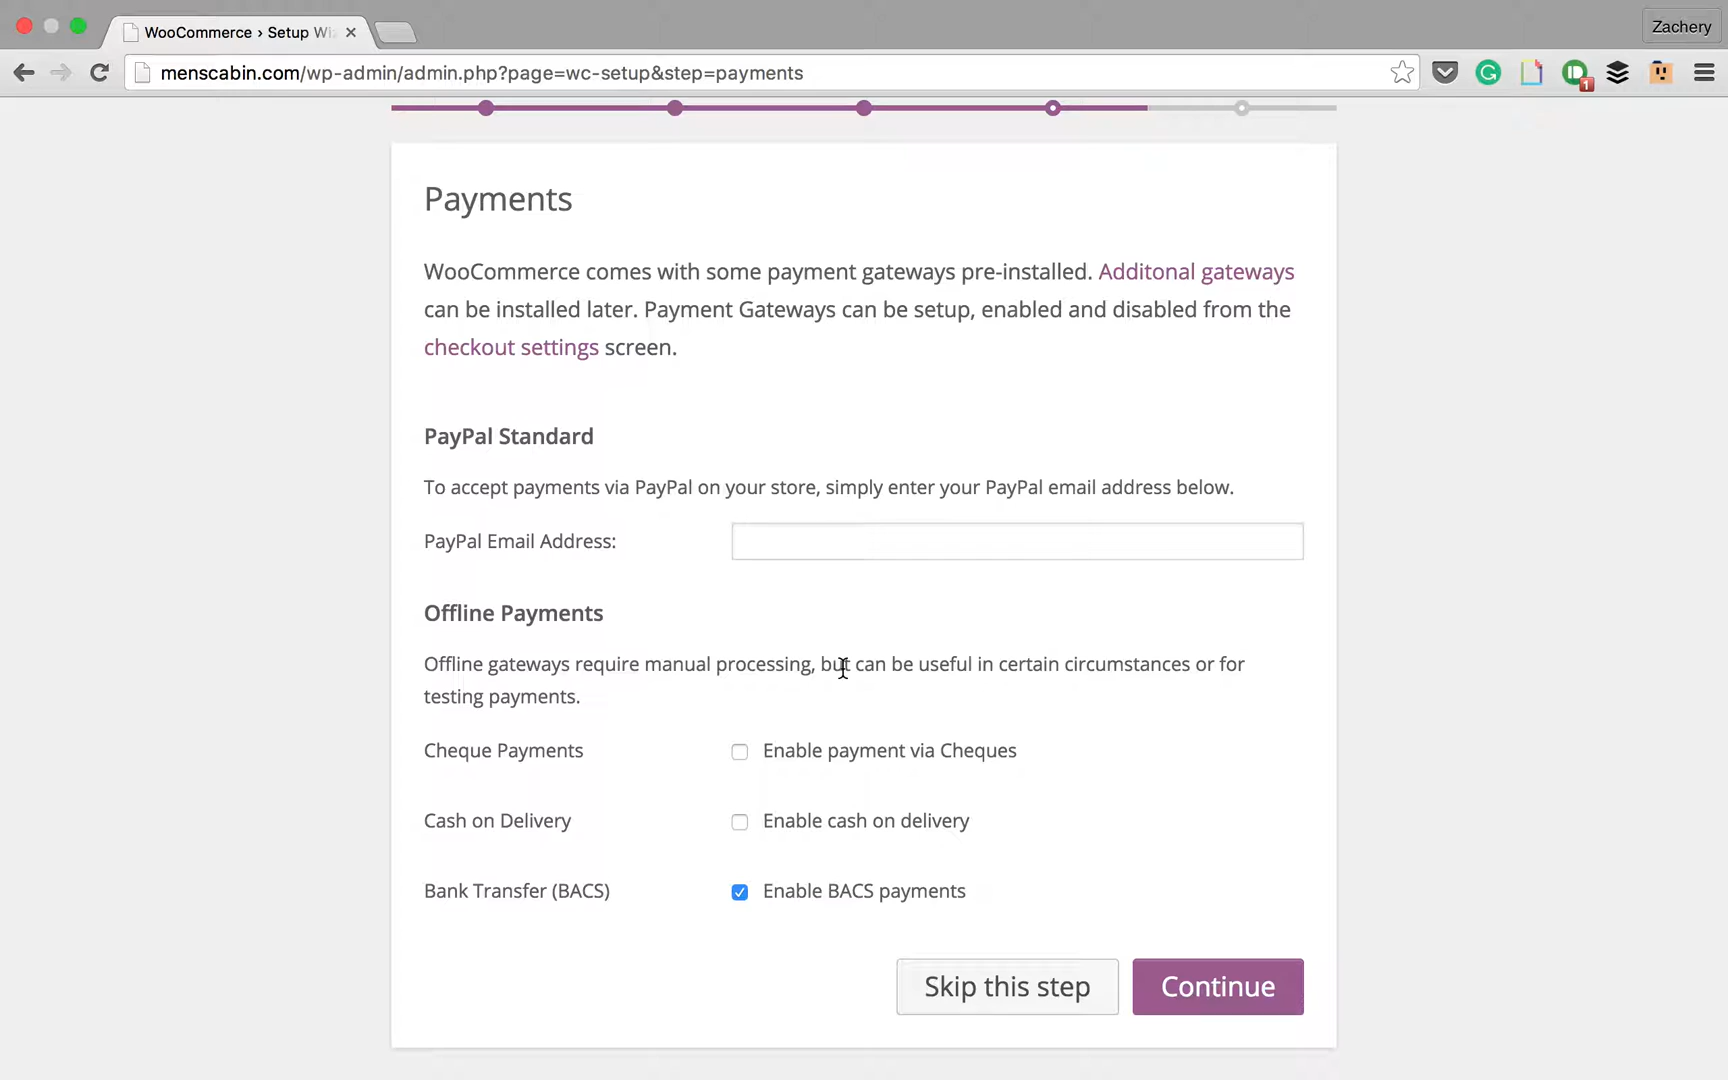 WooCommerce › Setup Wi
Zachery
menscabin.com/wp-admin/admin.php?page=wc-setup&step=payments
1
Payments
WooCommerce comes with some payment gateways pre-installed. Additonal gateways
can be installed later. Payment Gateways can be setup, enabled and disabled from the
checkout settings screen.
PayPal Standard
To accept payments via PayPal on your store, simply enter your PayPal email address below.
PayPal Email Address:
Offline Payments
Offline gateways require manual processing, but can be useful in certain circumstances or for
testing payments.
Cheque Payments
Enable payment via Cheques
Cash on Delivery
Enable cash on delivery
Bank Transfer (BACS)
Enable BACS payments
Skip this step
Continue